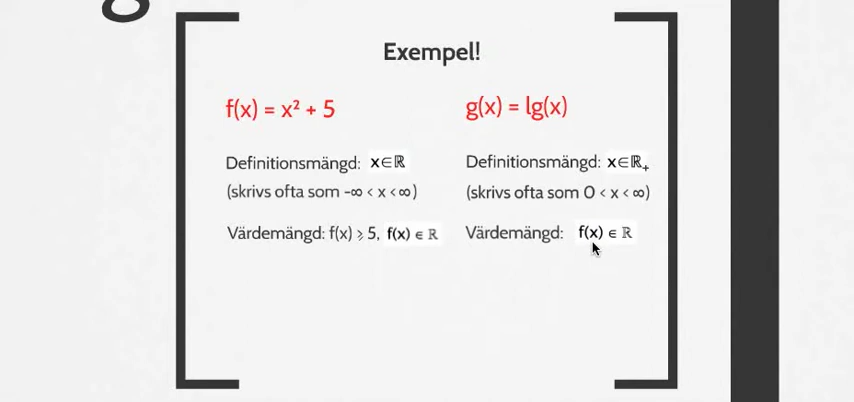 g
Exempel!
f(x) = x² + 5
Definitionsmängd: x∈ℝ
(skrivs ofta som -∞ < x < ∞)
Värdemängd: f(x) ⩾ 5, f(x) ∈ ℝ
g(x) = lg(x)
Definitionsmängd: x∈ℝ₊
(skrivs ofta som 0 < x < ∞)
Värdemängd: f(x) ∈ ℝ